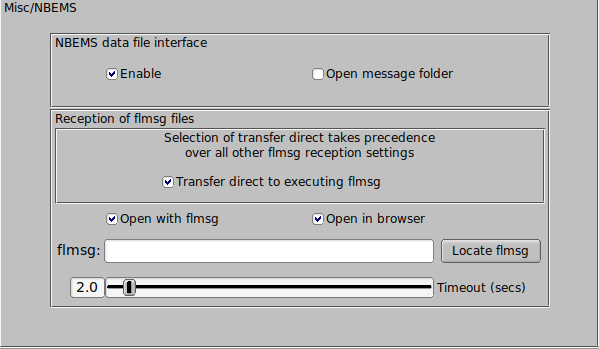 Misc/NBEMS
NBEMS data file interface
Enable
Open message folder
Reception of flmsg files
Selection of transfer direct takes precedence
over all other flmsg reception settings
Transfer direct to executing flmsg
Open with flmsg
Open in browser
flmsg:
Locate flmsg
2.0
Timeout (secs)